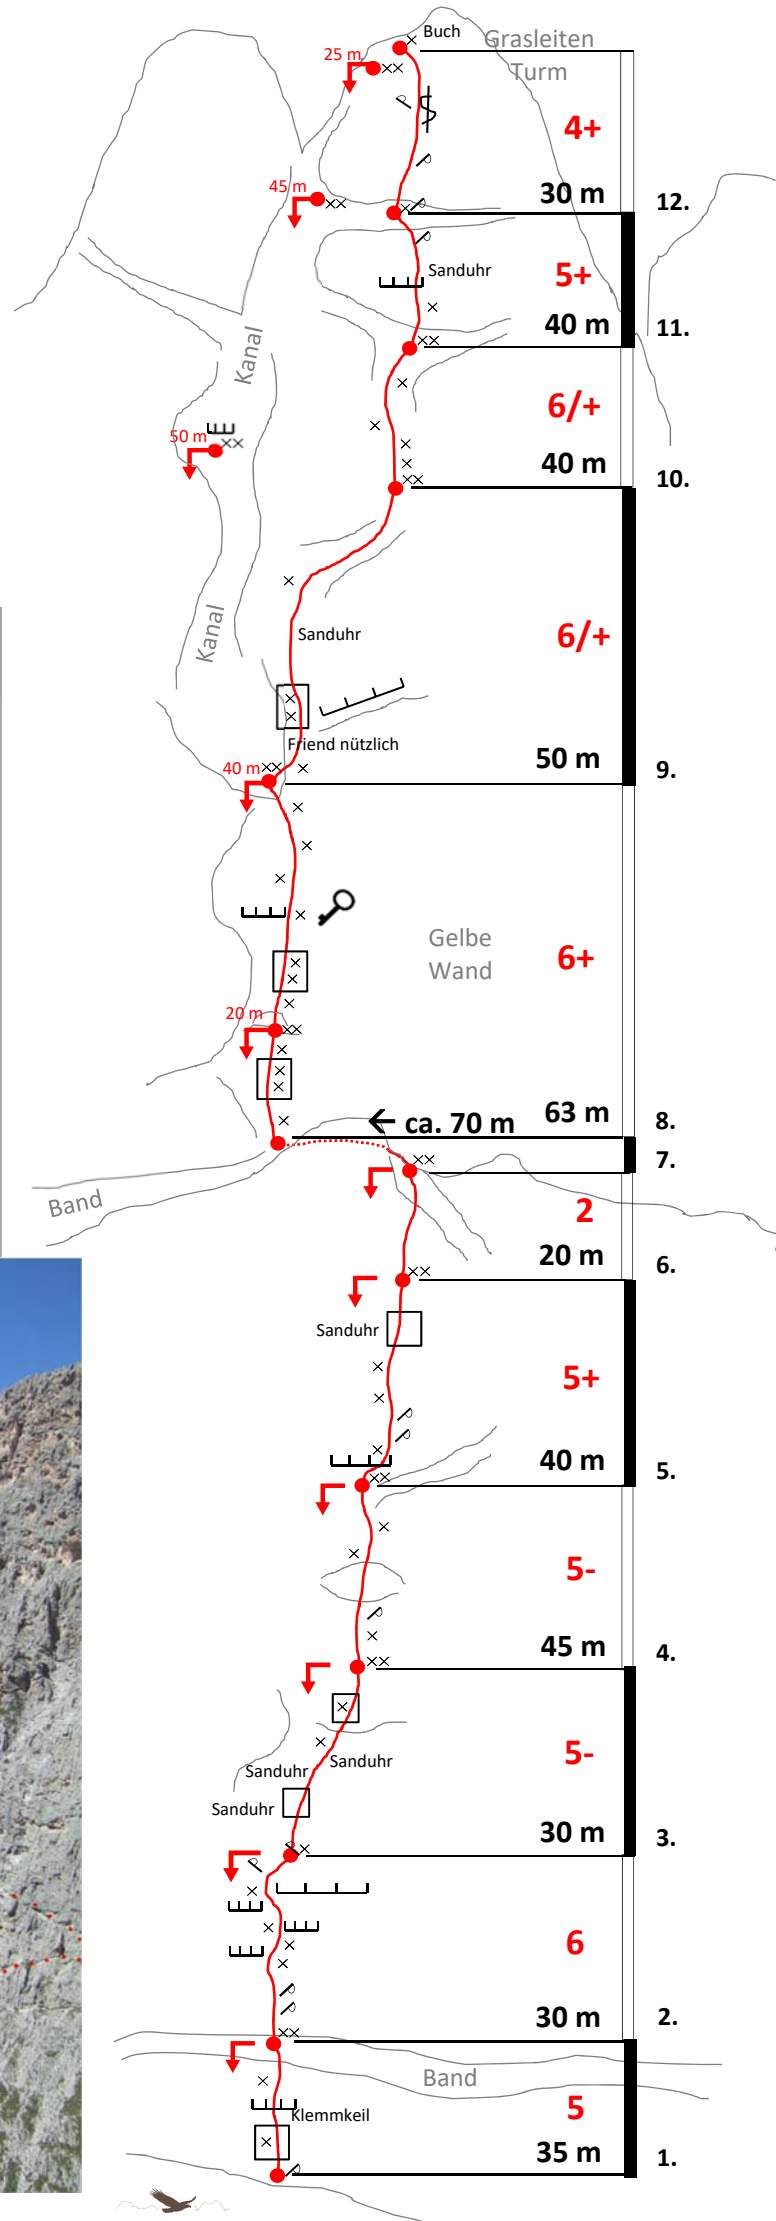 Buch
Grasleiten
Turm
25 m
4+
45 m
30 m
12.
Sanduhr
5+
40 m
11.
Kanal
6/+
50 m
40 m
10.
Kanal
Sanduhr
6/+
Friend nützlich
40 m
50 m
9.
Gelbe
Wand
6+
20 m
← ca. 70 m
63 m
8.
7.
Band
2
20 m
6.
Sanduhr
5+
40 m
5.
5-
45 m
4.
Sanduhr
Sanduhr
Sanduhr
5-
30 m
3.
6
30 m
2.
Band
Klemmkeil
5
35 m
1.